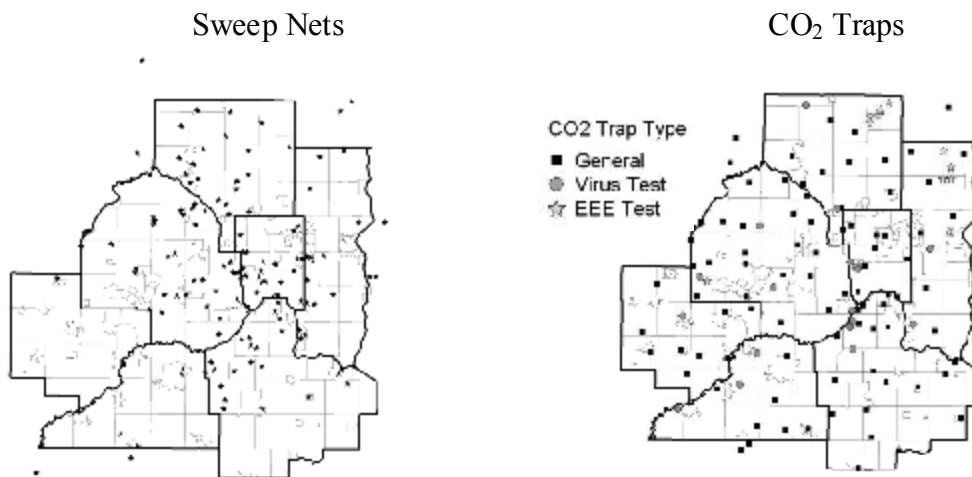 Sweep Nets
CO₂ Traps
CO2 Trap Type
General
Virus Test
EEE Test